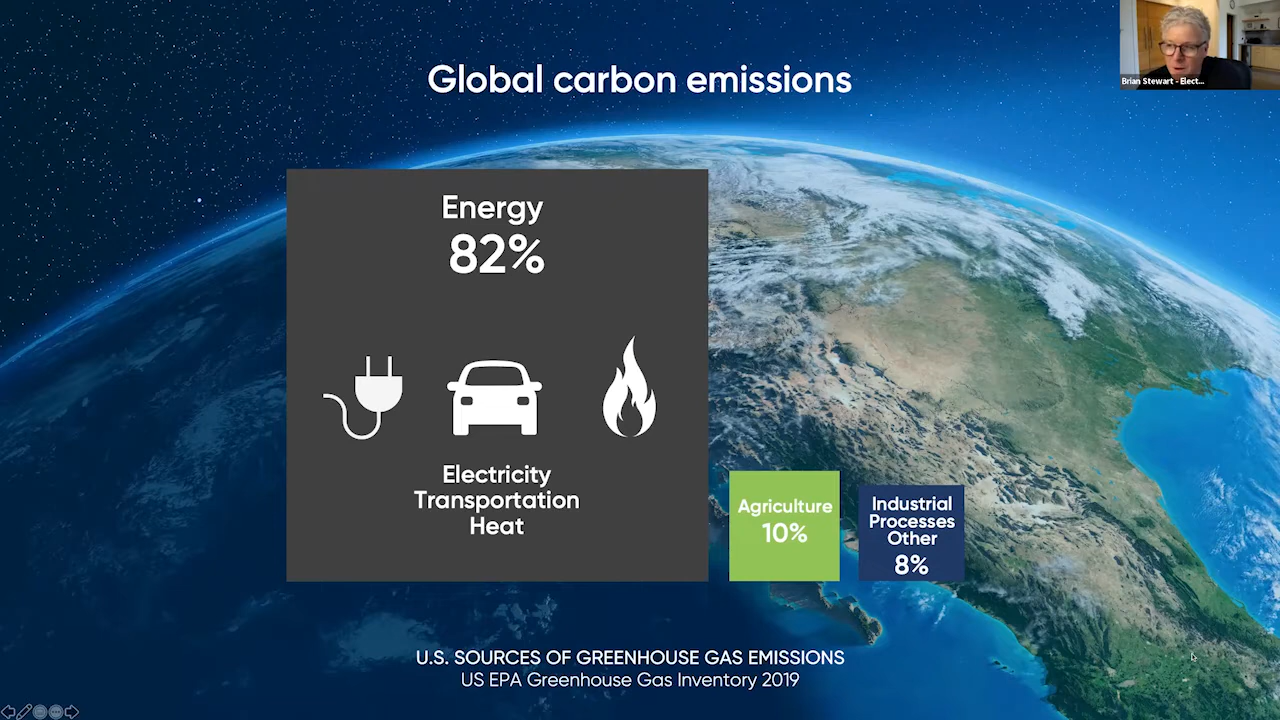 Global carbon emissions
Brian Stewart - Elect...
Energy
82%
Electricity
Transportation
Heat
Agriculture
10%
Industrial
Processes
Other
8%
U.S. SOURCES OF GREENHOUSE GAS EMISSIONS
US EPA Greenhouse Gas Inventory 2019